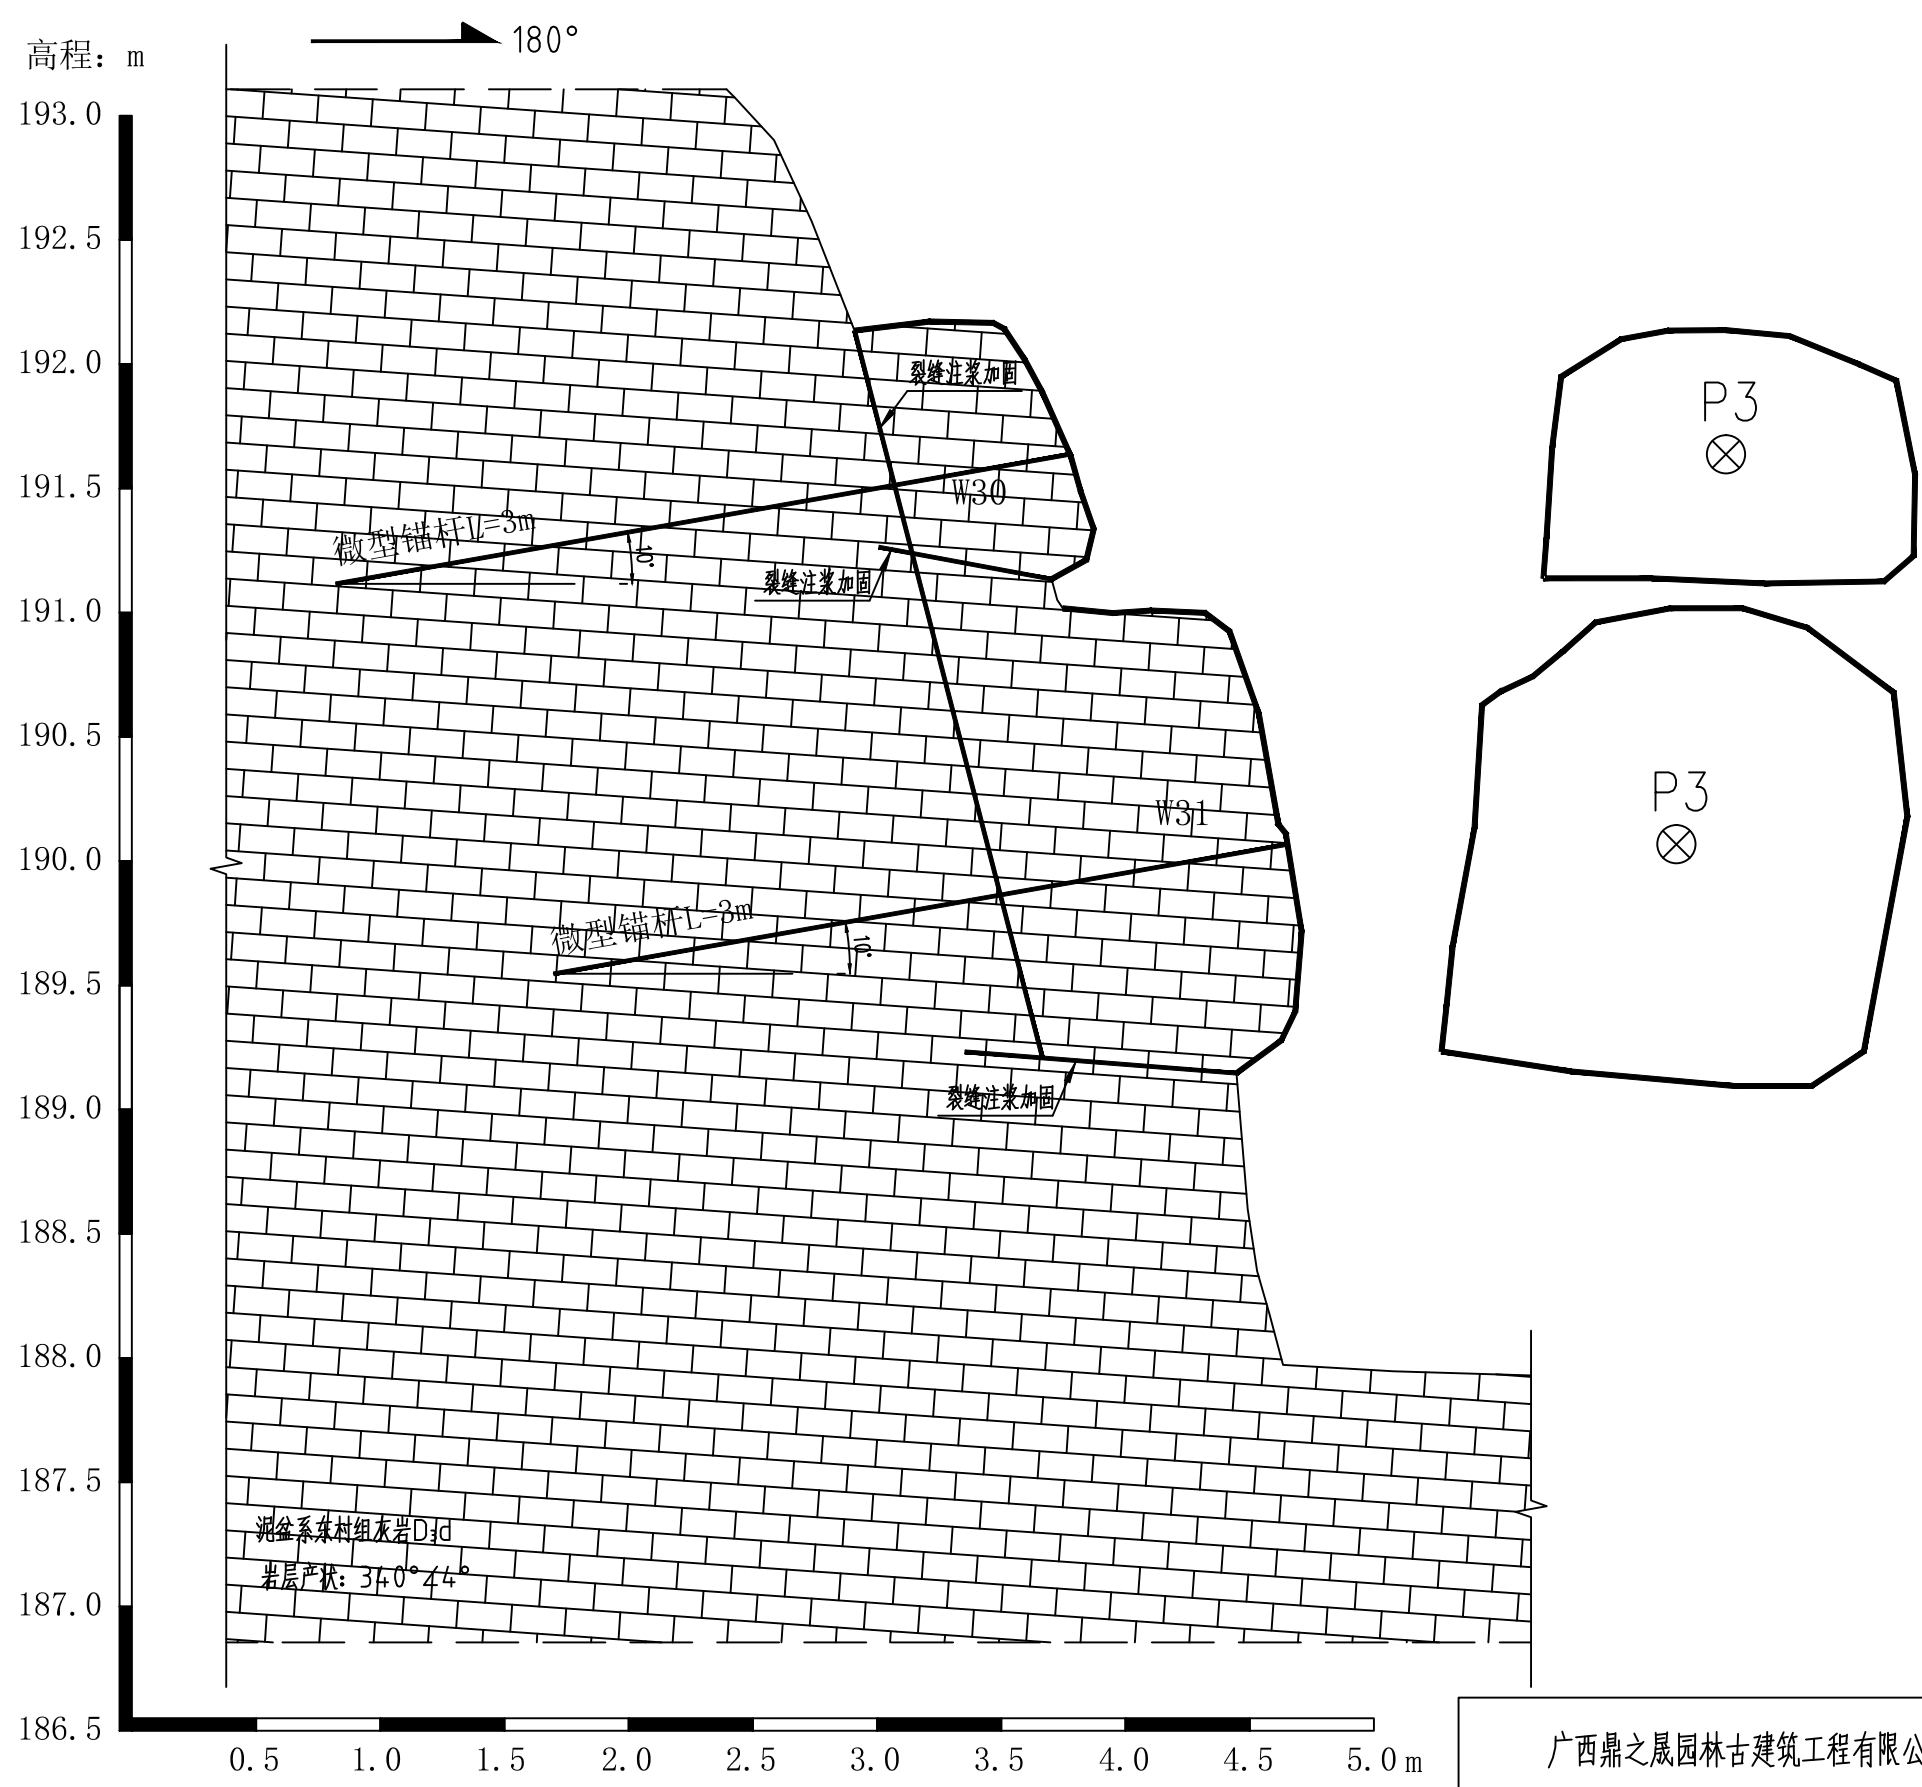 180°
高程：m
193.0
192.5
192.0
191.5
191.0
190.5
190.0
189.5
189.0
188.5
188.0
187.5
187.0
186.5
裂缝注浆加固
P3
W30
微型锚杆L=3m
10°
裂缝注浆加固
P3
W31
微型锚杆L=3m
10°
裂缝注浆加固
泥盆系东村组灰岩D3d
岩层产状：340°∠4°
0.5 1.0 1.5 2.0 2.5 3.0 3.5 4.0 4.5 5.0 m
广西鼎之晟园林古建筑工程有限公